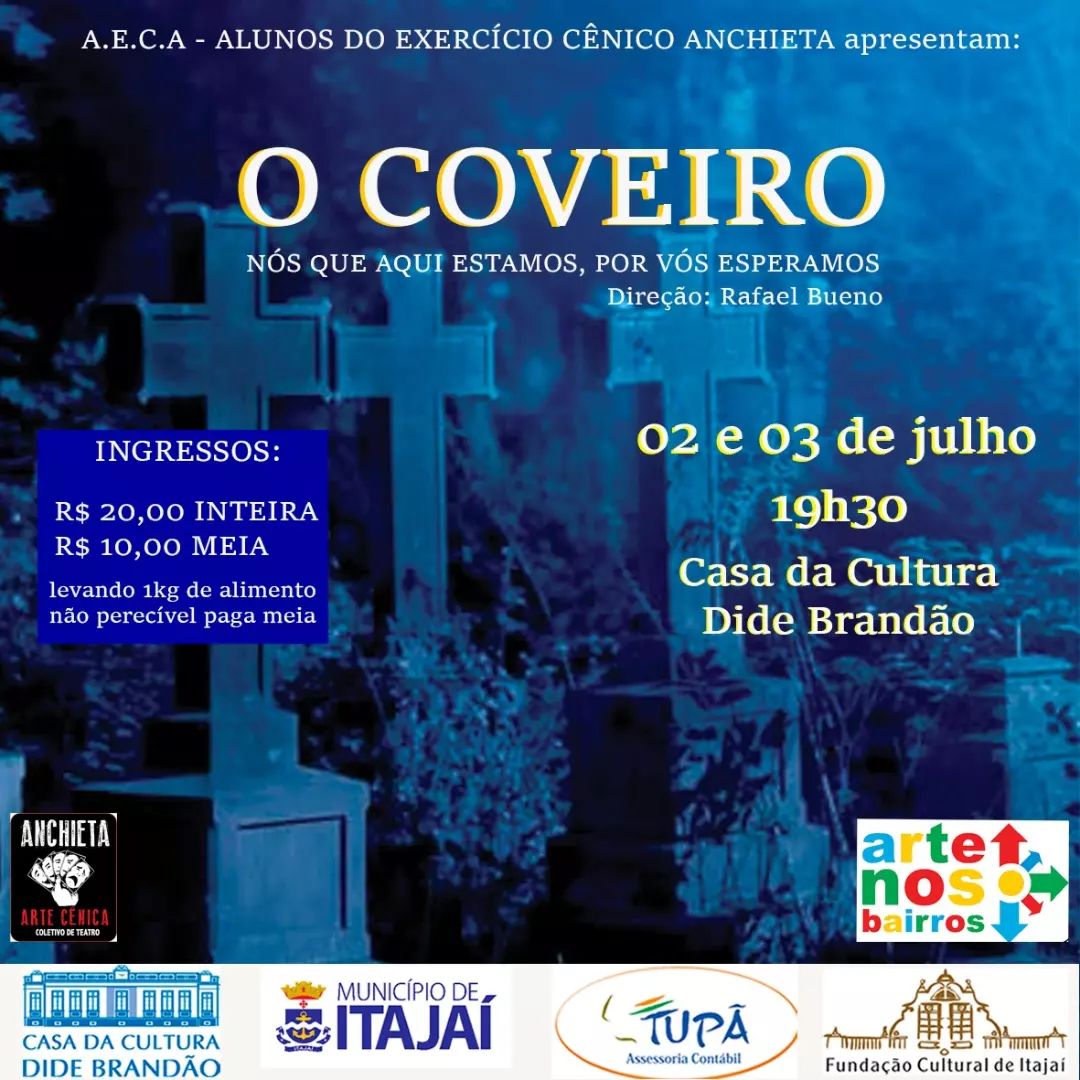 A.E.C.A - ALUNOS DO EXERCÍCIO CÊNICO ANCHIETA apresentam:
O COVEIRO
NÓS QUE AQUI ESTAMOS, POR VÓS ESPERAMOS
Direção: Rafael Bueno
INGRESSOS:
R$ 20,00 INTEIRA
R$ 10,00 MEIA
levando 1kg de alimento
não perecível paga meia
02 e 03 de julho
19h30
Casa da Cultura
Dide Brandão
ANCHIETA
ARTE CÊNICA
COLETIVO DE TEATRO
arte
nos
bairros
CASA DA CULTURA
DIDE BRANDÃO
MUNICÍPIO DE
ITAJAÍ
ITAJAÍ
TUPÃ
Assessoria Contábil
Fundação Cultural de Itajaí